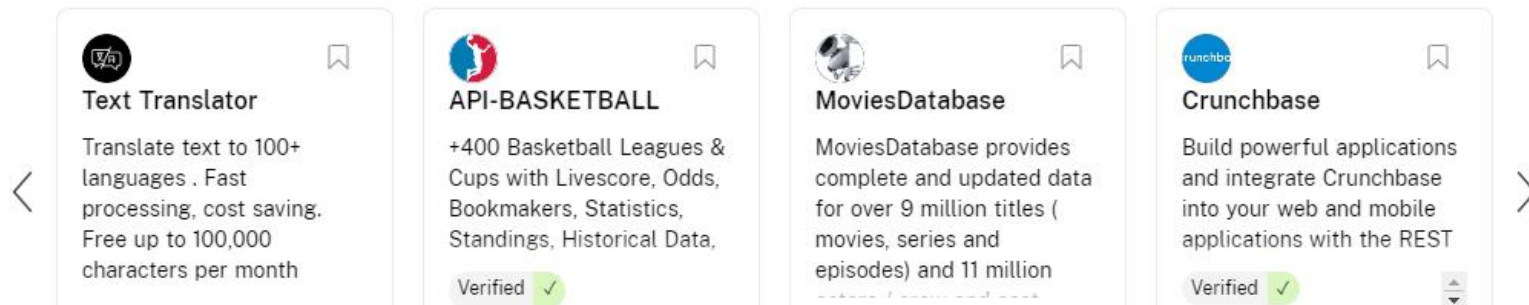 Text Translator
Translate text to 100+
languages . Fast
processing, cost saving.
Free up to 100,000
characters per month
API-BASKETBALL
+400 Basketball Leagues &
Cups with Livescore, Odds,
Bookmakers, Statistics,
Standings, Historical Data,
Verified
MoviesDatabase
MoviesDatabase provides
complete and updated data
for over 9 million titles (
movies, series and
episodes) and 11 million
runchbo
Crunchbase
Build powerful applications
and integrate Crunchbase
into your web and mobile
applications with the REST
Verified